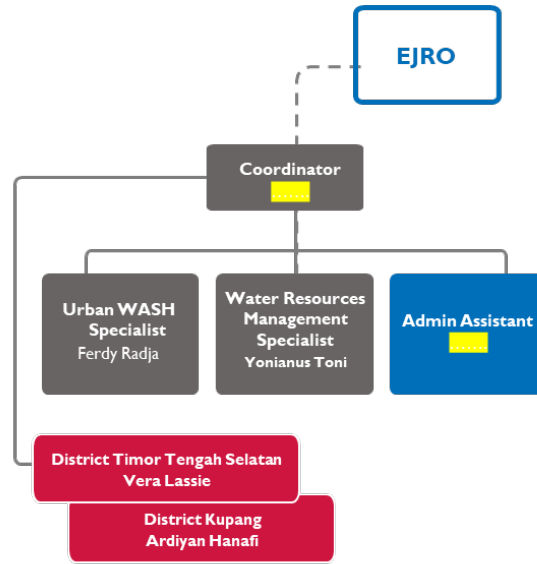 EJRO
Coordinator
.......
Urban WASH
Specialist
Ferdy Radja
Water Resources
Management
Specialist
Yonianus Toni
Admin Assistant
.......
District Timor Tengah Selatan
Vera Lassie
District Kupang
Ardiyan Hanafi